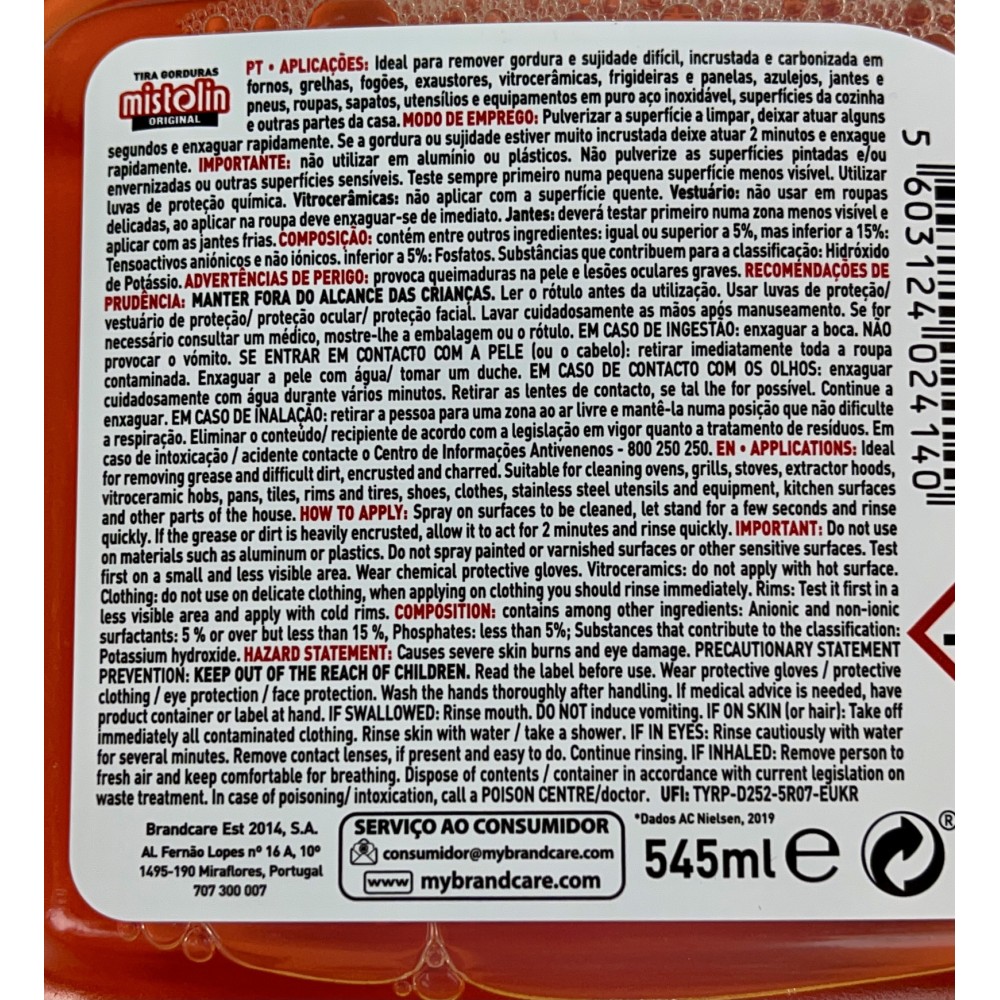 TIRA GORDURAS
mistolin
ORIGINAL
PT • APLICAÇÕES: Ideal para remover gordura e sujidade difícil, incrustada e carbonizada em
fornos, grelhas, fogões, exaustores, vitrocerâmicas, frigideiras e panelas, azulejos, jantes e
pneus, roupas, sapatos, utensílios e equipamentos em puro aço inoxidável, superfícies da cozinha
e outras partes da casa. MODO DE EMPREGO: Pulverizar a superfície a limpar, deixar atuar alguns
segundos e enxaguar rapidamente. Se a gordura ou sujidade estiver muito incrustada deixe atuar 2 minutos e enxague
rapidamente. IMPORTANTE: não utilizar em alumínio ou plásticos. Não pulverize as superfícies pintadas e/ou
envernizadas ou outras superfícies sensíveis. Teste sempre primeiro numa pequena superfície menos visível. Utilizar
luvas de proteção química. Vitrocerâmicas: não aplicar com a superfície quente. Vestuário: não usar em roupas
delicadas, ao aplicar na roupa deve enxaguar-se de imediato. Jantes: deverá testar primeiro numa zona menos visível e
aplicar com as jantes frias. COMPOSIÇÃO: contém entre outros ingredientes: igual ou superior a 5%, mas inferior a 15%:
Tensoactivos aniónicos e não iónicos. inferior a 5%: Fosfatos. Substâncias que contribuem para a classificação: Hidróxido
de Potássio. ADVERTÊNCIAS DE PERIGO: provoca queimaduras na pele e lesões oculares graves. RECOMENDAÇÕES DE
PRUDÊNCIA: MANTER FORA DO ALCANCE DAS CRIANÇAS. Ler o rótulo antes da utilização. Usar luvas de proteção/
vestuário de proteção/ proteção ocular/ proteção facial. Lavar cuidadosamente as mãos após manuseamento. Se for
necessário consultar um médico, mostre-lhe a embalagem ou o rótulo. EM CASO DE INGESTÃO: enxaguar a boca. NÃO
provocar o vómito. SE ENTRAR EM CONTACTO COM A PELE (ou o cabelo): retirar imediatamente toda a roupa
contaminada. Enxaguar a pele com água/ tomar um duche. EM CASO DE CONTACTO COM OS OLHOS: enxaguar
cuidadosamente com água durante vários minutos. Retirar as lentes de contacto, se tal lhe for possível. Continue a
enxaguar. EM CASO DE INALAÇÃO: retirar a pessoa para uma zona ao ar livre e mantê-la numa posição que não dificulte
a respiração. Eliminar o conteúdo/ recipiente de acordo com a legislação em vigor quanto a tratamento de resíduos. Em
caso de intoxicação / acidente contacte o Centro de Informações Antivenenos - 800 250 250. EN • APPLICATIONS: Ideal
for removing grease and difficult dirt, encrusted and charred. Suitable for cleaning ovens, grills, stoves, extractor hoods,
vitroceramic hobs, pans, tiles, rims and tires, shoes, clothes, stainless steel utensils and equipment, kitchen surfaces
and other parts of the house. HOW TO APPLY: Spray on surfaces to be cleaned, let stand for a few seconds and rinse
quickly. If the grease or dirt is heavily encrusted, allow it to act for 2 minutes and rinse quickly. IMPORTANT: Do not use
on materials such as aluminum or plastics. Do not spray painted or varnished surfaces or other sensitive surfaces. Test
first on a small and less visible area. Wear chemical protective gloves. Vitroceramics: do not apply with hot surface.
Clothing: do not use on delicate clothing, when applying on clothing you should rinse immediately. Rims: Test it first in a
less visible area and apply with cold rims. COMPOSITION: contains among other ingredients: Anionic and non-ionic
surfactants: 5 % or over but less than 15 %, Phosphates: less than 5%; Substances that contribute to the classification:
Potassium hydroxide. HAZARD STATEMENT: Causes severe skin burns and eye damage. PRECAUTIONARY STATEMENT
PREVENTION: KEEP OUT OF THE REACH OF CHILDREN. Read the label before use. Wear protective gloves / protective
clothing / eye protection / face protection. Wash the hands thoroughly after handling. If medical advice is needed, have
product container or label at hand. IF SWALLOWED: Rinse mouth. DO NOT induce vomiting. IF ON SKIN (or hair): Take off
immediately all contaminated clothing. Rinse skin with water / take a shower. IF IN EYES: Rinse cautiously with water
for several minutes. Remove contact lenses, if present and easy to do. Continue rinsing. IF INHALED: Remove person to
fresh air and keep comfortable for breathing. Dispose of contents / container in accordance with current legislation on
waste treatment. In case of poisoning/ intoxication, call a POISON CENTRE/doctor. UFI: TYRP-D252-5R07-EUKR
Brandcare Est 2014, S.A.
AL Fernão Lopes nº 16 A, 10º
1495-190 Miraflores, Portugal
707 300 007
SERVIÇO AO CONSUMIDOR
consumidor@mybrandcare.com
www mybrandcare.com
*Dados AC Nielsen, 2019
545ml e
®
5 603124 024140